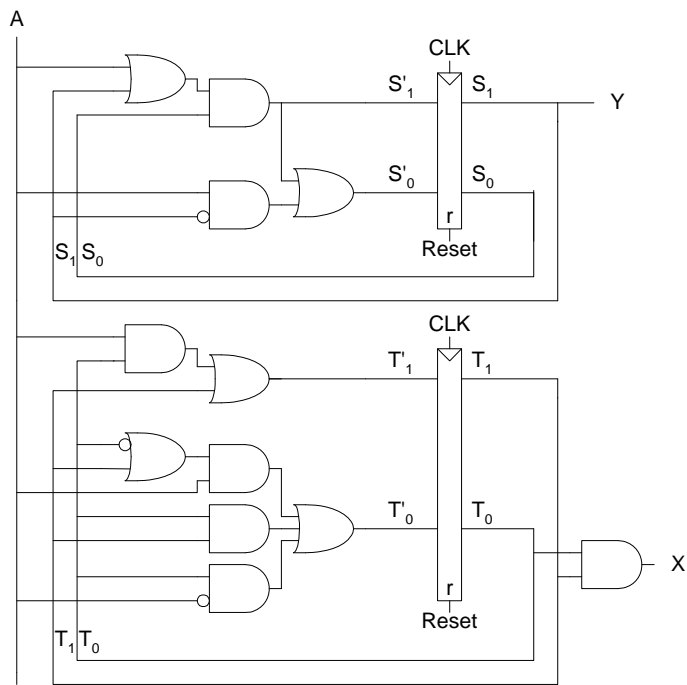 A
CLK
S'₁ S₁
Y
S'₀ S₀
r
S₁ S₀
Reset
CLK
T'₁ T₁
T'₀ T₀
X
r
Reset
T₁ T₀